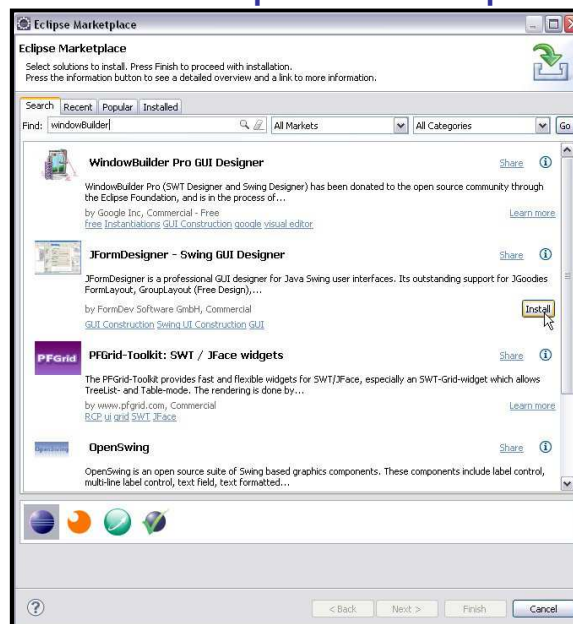 Eclipse Marketplace
Eclipse Marketplace
Select solutions to install. Press Finish to proceed with installation.
Press the information button to see a detailed overview and a link to more information.
Search Recent Popular Installed
Find: windowBuilder All Markets All Categories Go
WindowBuilder Pro GUI Designer Share
WindowBuilder Pro (SWT Designer and Swing Designer) has been donated to the open source community through
the Eclipse Foundation, and is in the process of...
by Google Inc, Commercial - Free Learn more
free Instantiations GUI Construction google visual editor
JFormDesigner - Swing GUI Designer Share
JFormDesigner is a professional GUI designer for Java Swing user interfaces. Its outstanding support for JGoodies
FormLayout, GroupLayout (Free Design),...
by FormDev Software GmbH, Commercial Install
GUI Construction Swing UI Construction GUI
PFGrid PFGrid-Toolkit: SWT / JFace widgets Share
The PFGrid-Toolkit provides fast and flexible widgets for SWT/JFace, especially an SWT-Grid-widget which allows
TreeList- and Table-mode. The rendering is done by...
by www.pfgrid.com, Commercial Learn more
RCP ui grid SWT JFace
OpenSwing OpenSwing Share
OpenSwing is an open source suite of Swing based graphics components. These components include label control,
multi-line label control, text field, text formatted...
< Back Next > Finish Cancel